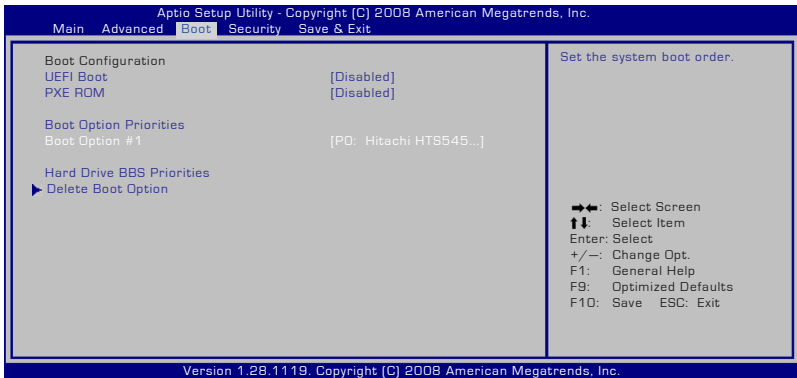 Aptio Setup Utility - Copyright (C) 2008 American Megatrends, Inc.
Main Advanced Boot Security Save & Exit
Boot Configuration
UEFI Boot [Disabled]
PXE ROM [Disabled]
Boot Option Priorities
Boot Option #1 [P0: Hitachi HTS545...]
Hard Drive BBS Priorities
Delete Boot Option
Set the system boot order.
→←: Select Screen
↑↓: Select Item
Enter: Select
+/—: Change Opt.
F1: General Help
F9: Optimized Defaults
F10: Save ESC: Exit
Version 1.28.1119. Copyright (C) 2008 American Megatrends, Inc.